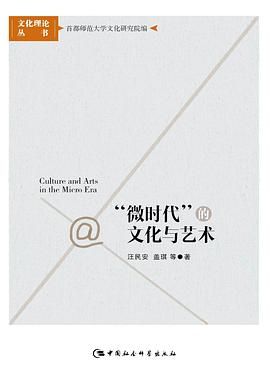 文化理论
丛书
首都师范大学文化研究院编
Culture and Arts
in the Micro Era
@
“微时代”的
文化与艺术
汪民安 盖琪 等●著
中国社会科学出版社